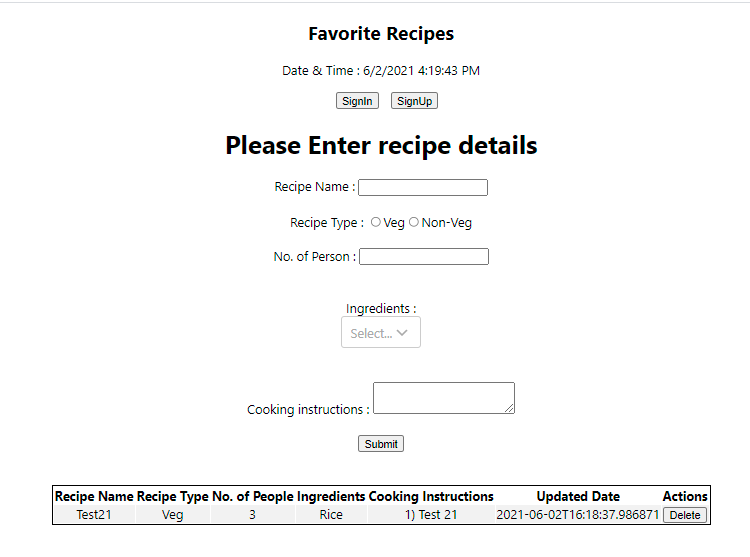 Favorite Recipes
Date & Time : 6/2/2021 4:19:43 PM
SignIn SignUp
Please Enter recipe details
Recipe Name :
Recipe Type : Veg Non-Veg
No. of Person :
Ingredients :
Select...
Cooking instructions :
Submit
Recipe Name Recipe Type No. of People Ingredients Cooking Instructions Updated Date Actions
Test21 Veg 3 Rice 1) Test 21 2021-06-02T16:18:37.986871 Delete